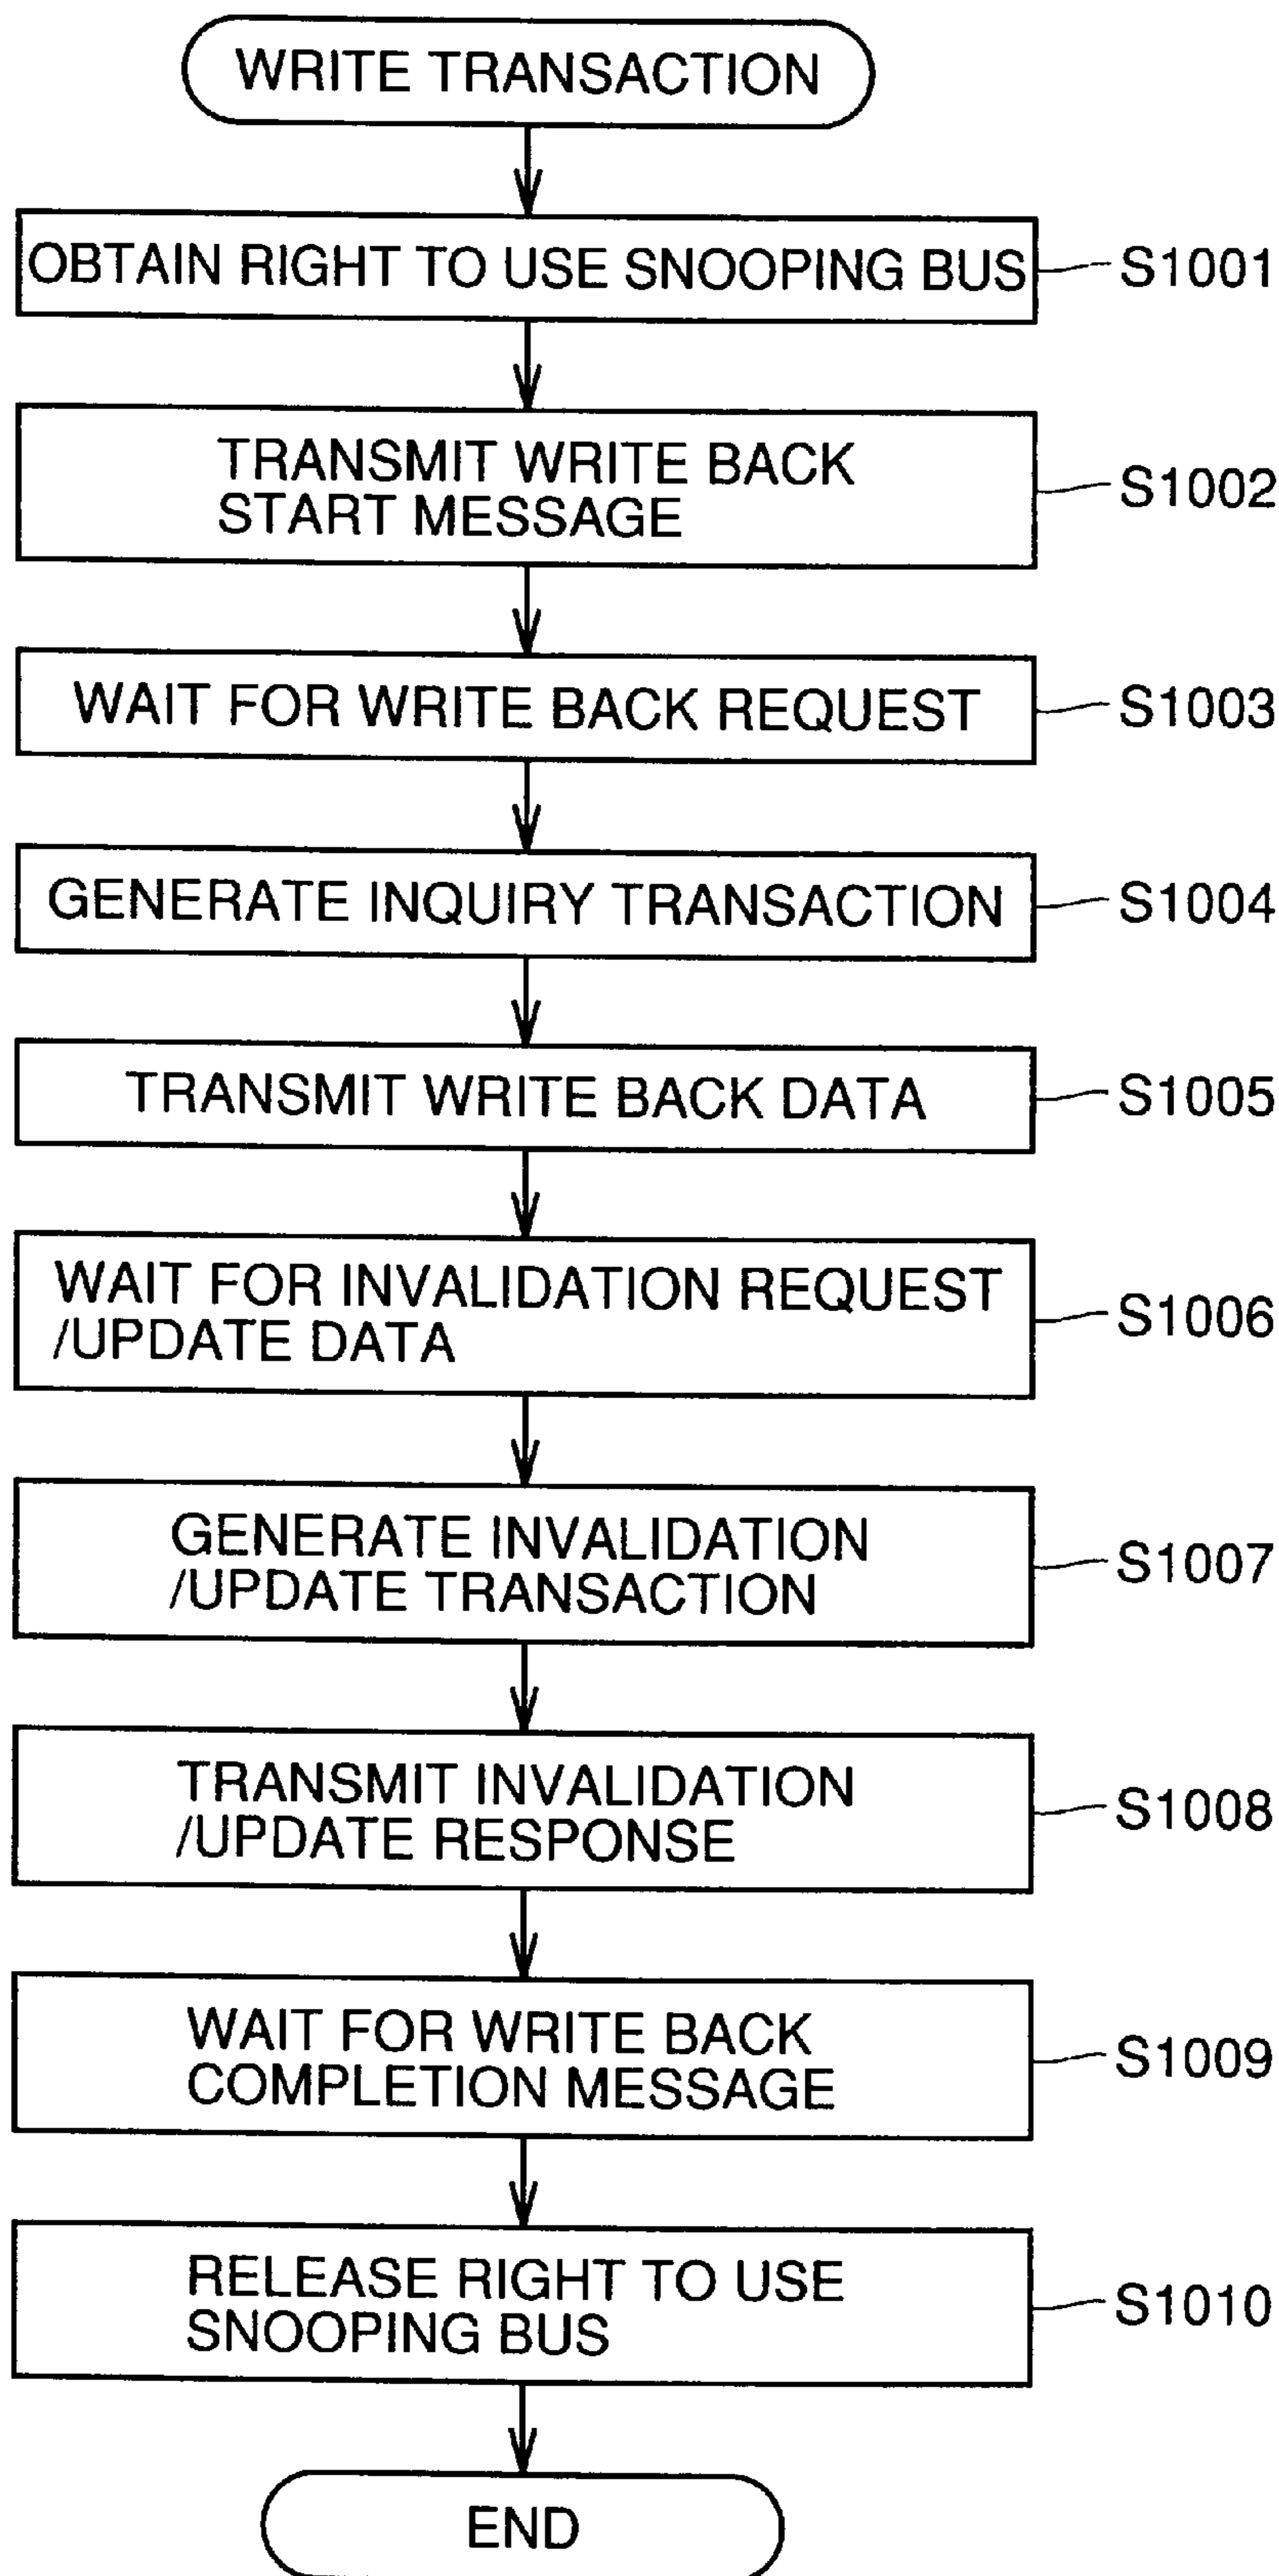 WRITE TRANSACTION
OBTAIN RIGHT TO USE SNOOPING BUS
S1001
TRANSMIT WRITE BACK
START MESSAGE
S1002
WAIT FOR WRITE BACK REQUEST
S1003
GENERATE INQUIRY TRANSACTION
S1004
TRANSMIT WRITE BACK DATA
S1005
WAIT FOR INVALIDATION REQUEST
/UPDATE DATA
S1006
GENERATE INVALIDATION
/UPDATE TRANSACTION
S1007
TRANSMIT INVALIDATION
/UPDATE RESPONSE
S1008
WAIT FOR WRITE BACK
COMPLETION MESSAGE
S1009
RELEASE RIGHT TO USE
SNOOPING BUS
S1010
END